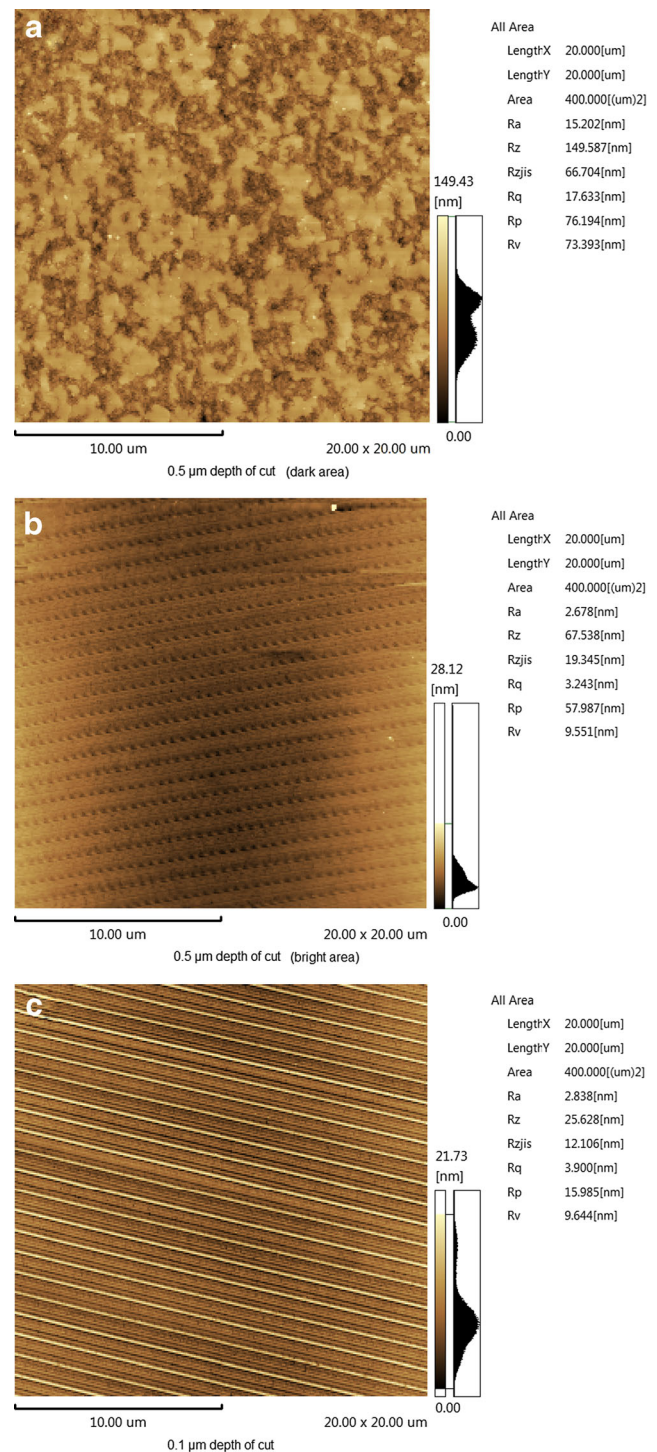 a
All Area
LengthX 20.000[um]
LengthY 20.000[um]
Area 400.000[(um)2]
Ra 15.202[nm]
Rz 149.587[nm]
Rzjis 66.704[nm]
Rq 17.633[nm]
Rp 76.194[nm]
Rv 73.393[nm]
149.43
[nm]
0.00
10.00 um 20.00 x 20.00 um
0.5 µm depth of cut (dark area)
b
All Area
LengthX 20.000[um]
LengthY 20.000[um]
Area 400.000[(um)2]
Ra 2.678[nm]
Rz 67.538[nm]
Rzjis 19.345[nm]
Rq 3.243[nm]
Rp 57.987[nm]
Rv 9.551[nm]
28.12
[nm]
0.00
10.00 um 20.00 x 20.00 um
0.5 µm depth of cut (bright area)
c
All Area
LengthX 20.000[um]
LengthY 20.000[um]
Area 400.000[(um)2]
Ra 2.838[nm]
Rz 25.628[nm]
Rzjis 12.106[nm]
Rq 3.900[nm]
Rp 15.985[nm]
Rv 9.644[nm]
21.73
[nm]
0.00
10.00 um 20.00 x 20.00 um
0.1 µm depth of cut